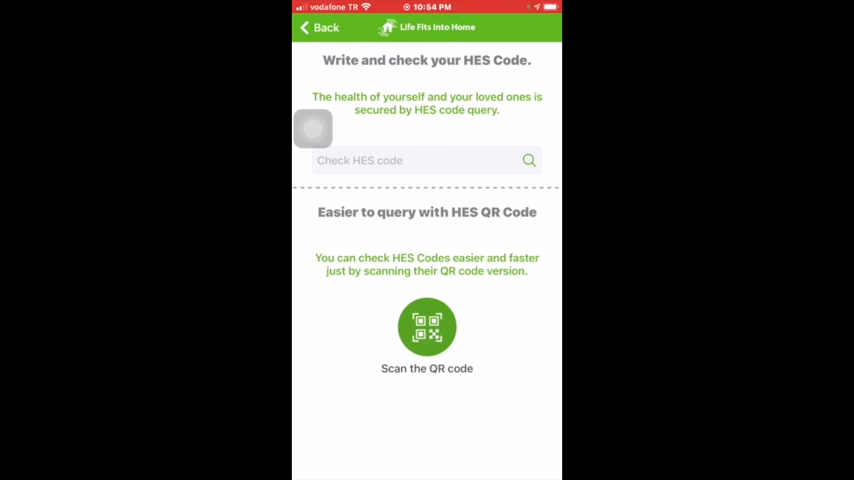 vodafone TR
10:54 PM
Back
Life Fits Into Home
Write and check your HES Code.
The health of yourself and your loved ones is
secured by HES code query.
Check HES code
Easier to query with HES QR Code
You can check HES Codes easier and faster
just by scanning their QR code version.
Scan the QR code